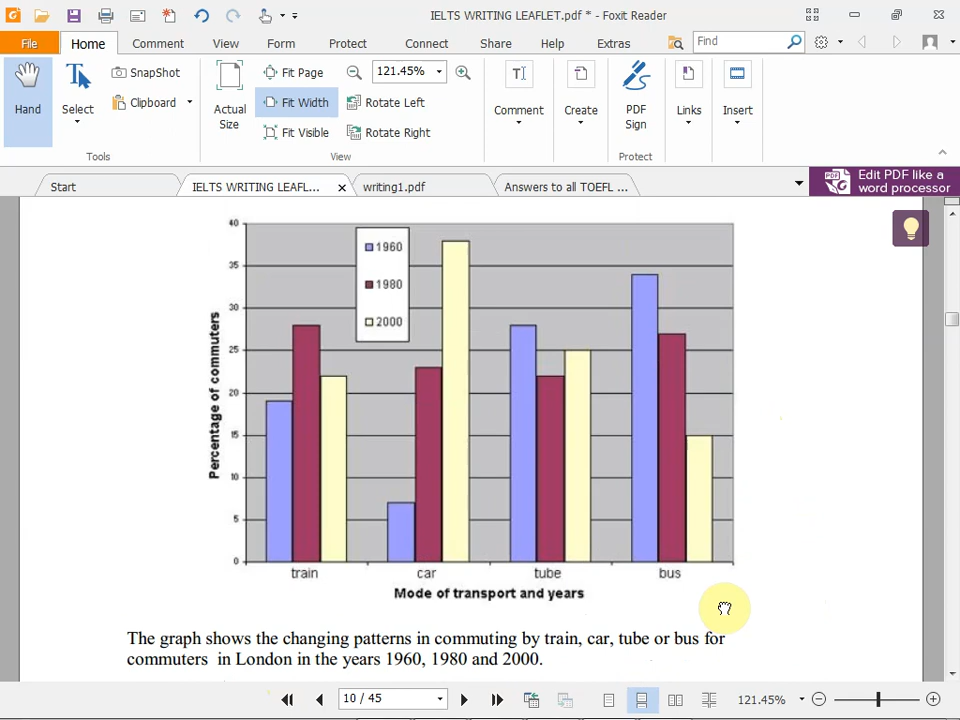 IELTS WRITING LEAFLET.pdf * - Foxit Reader
File Home Comment View Form Protect Connect Share Help Extras Find
Hand
Select
SnapShot
Clipboard
Tools
Actual Size
Fit Page
Fit Width
Fit Visible
121.45%
Rotate Left
Rotate Right
View
Comment
Create
PDF Sign
Protect
Links
Insert
Start
IELTS WRITING LEAFL...
writing1.pdf
Answers to all TOEFL ...
Edit PDF like a
word processor
Percentage of commuters
40
35
30
25
20
15
10
5
0
1960
1980
2000
train car tube bus
Mode of transport and years
The graph shows the changing patterns in commuting by train, car, tube or bus for
commuters in London in the years 1960, 1980 and 2000.
10 / 45
121.45%